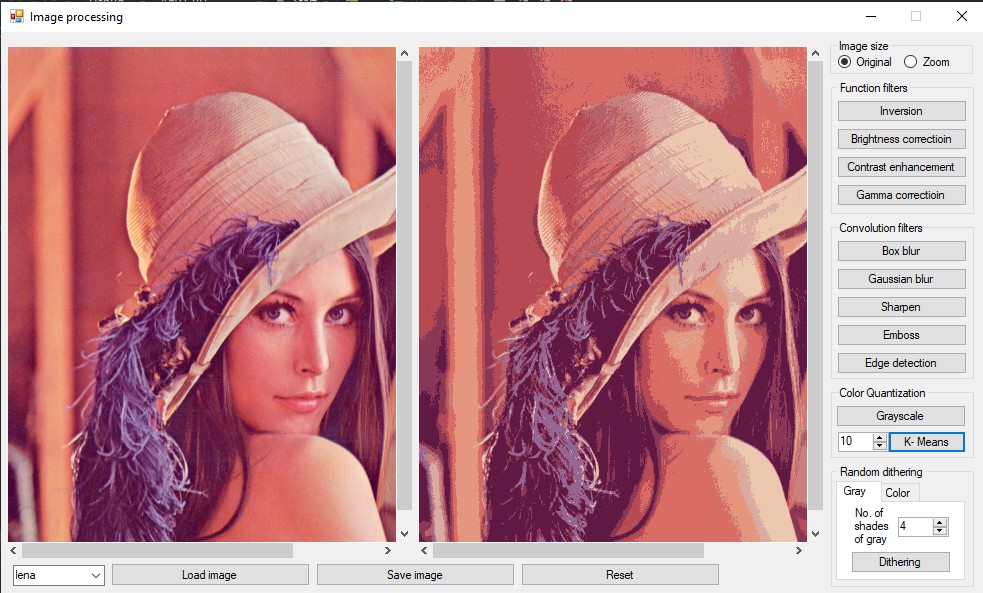 Image processing
Image size
Original
Zoom
Function filters
Inversion
Brightness correctioin
Contrast enhancement
Gamma correctioin
Convolution filters
Box blur
Gaussian blur
Sharpen
Emboss
Edge detection
Color Quantization
Grayscale
10
K- Means
Random dithering
Gray
Color
No. of
shades
of gray
4
Dithering
lena
Load image
Save image
Reset